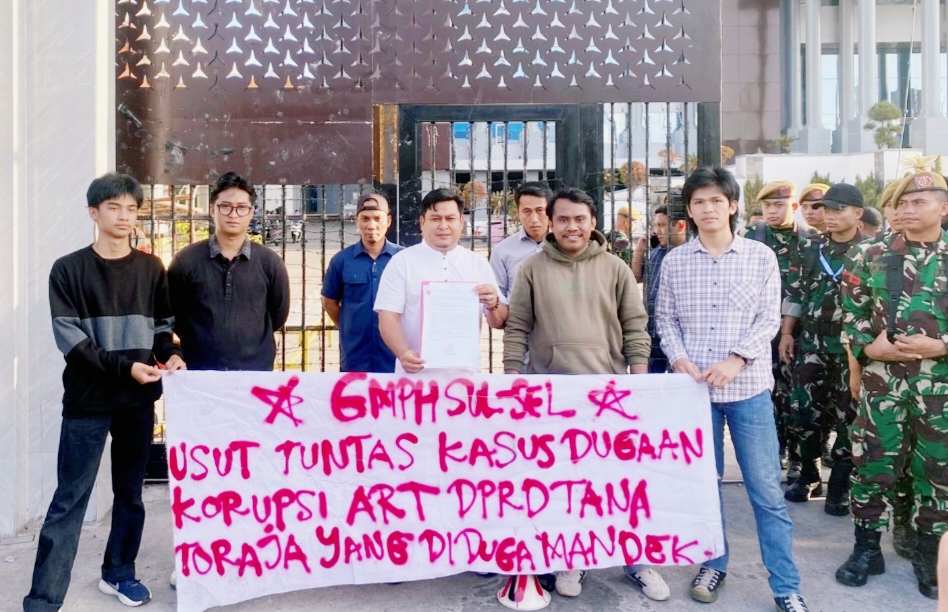 GMPH SUL-SEL
USUT TUNTAS KASUS DUGAAN
KORUPSI ART DPRD TANA
TORAJA YANG DIDUGA MANDEK.